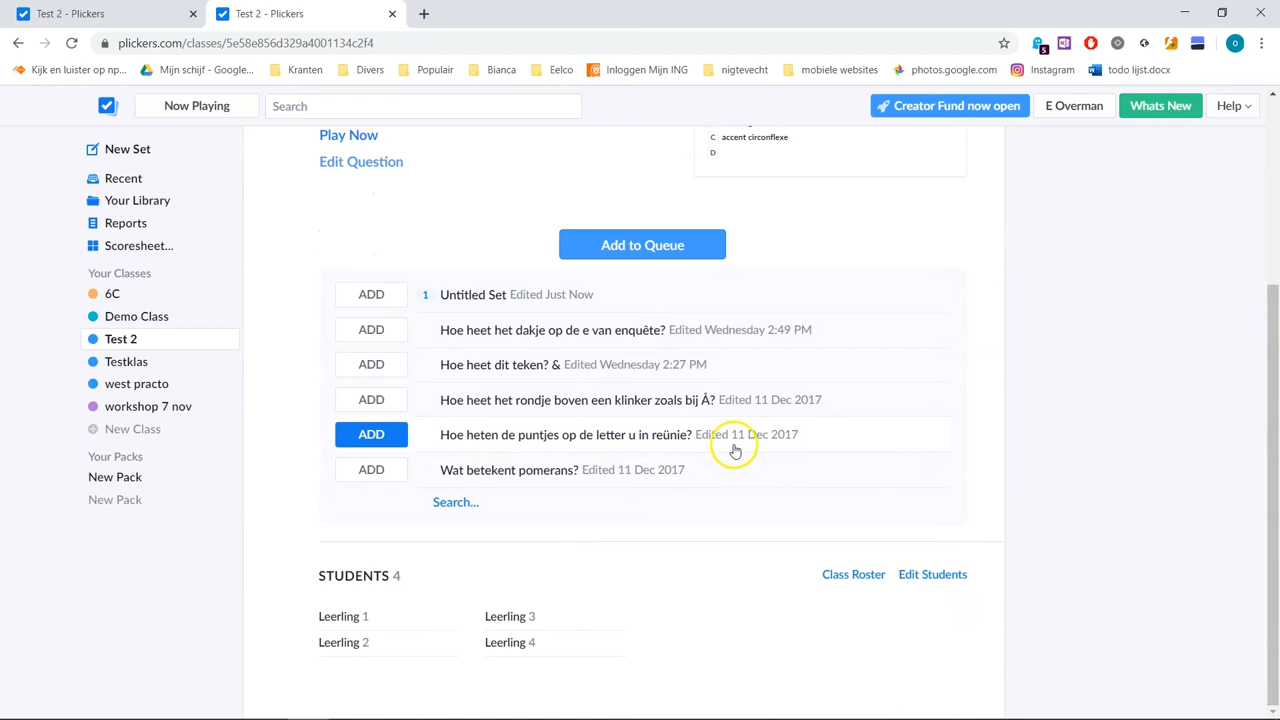 Test 2 - Plickers
Test 2 - Plickers
plickers.com/classes/5e58e856d329a4001134c2f4
5
o
Kijk en luister op np...
Mijn schijf - Google...
Kranten
Divers
Populair
Bianca
Eelco
Inloggen Mijn ING
nigtevecht
mobiele websites
photos.google.com
Instagram
todo lijst.docx
Now Playing
Search
Creator Fund now open
E Overman
Whats New
Help
New Set
Recent
Your Library
Reports
Scoresheet...
Your Classes
6C
Demo Class
Test 2
Testklas
west practo
workshop 7 nov
New Class
Your Packs
New Pack
New Pack
Play Now
Edit Question
C accent circonflexe
D
Add to Queue
ADD 1 Untitled Set Edited Just Now
ADD Hoe heet het dakje op de e van enquête? Edited Wednesday 2:49 PM
ADD Hoe heet dit teken? & Edited Wednesday 2:27 PM
ADD Hoe heet het rondje boven een klinker zoals bij Å? Edited 11 Dec 2017
ADD Hoe heten de puntjes op de letter u in reünie? Edited 11 Dec 2017
ADD Wat betekent pomerans? Edited 11 Dec 2017
Search...
STUDENTS 4
Class Roster
Edit Students
Leerling 1
Leerling 3
Leerling 2
Leerling 4